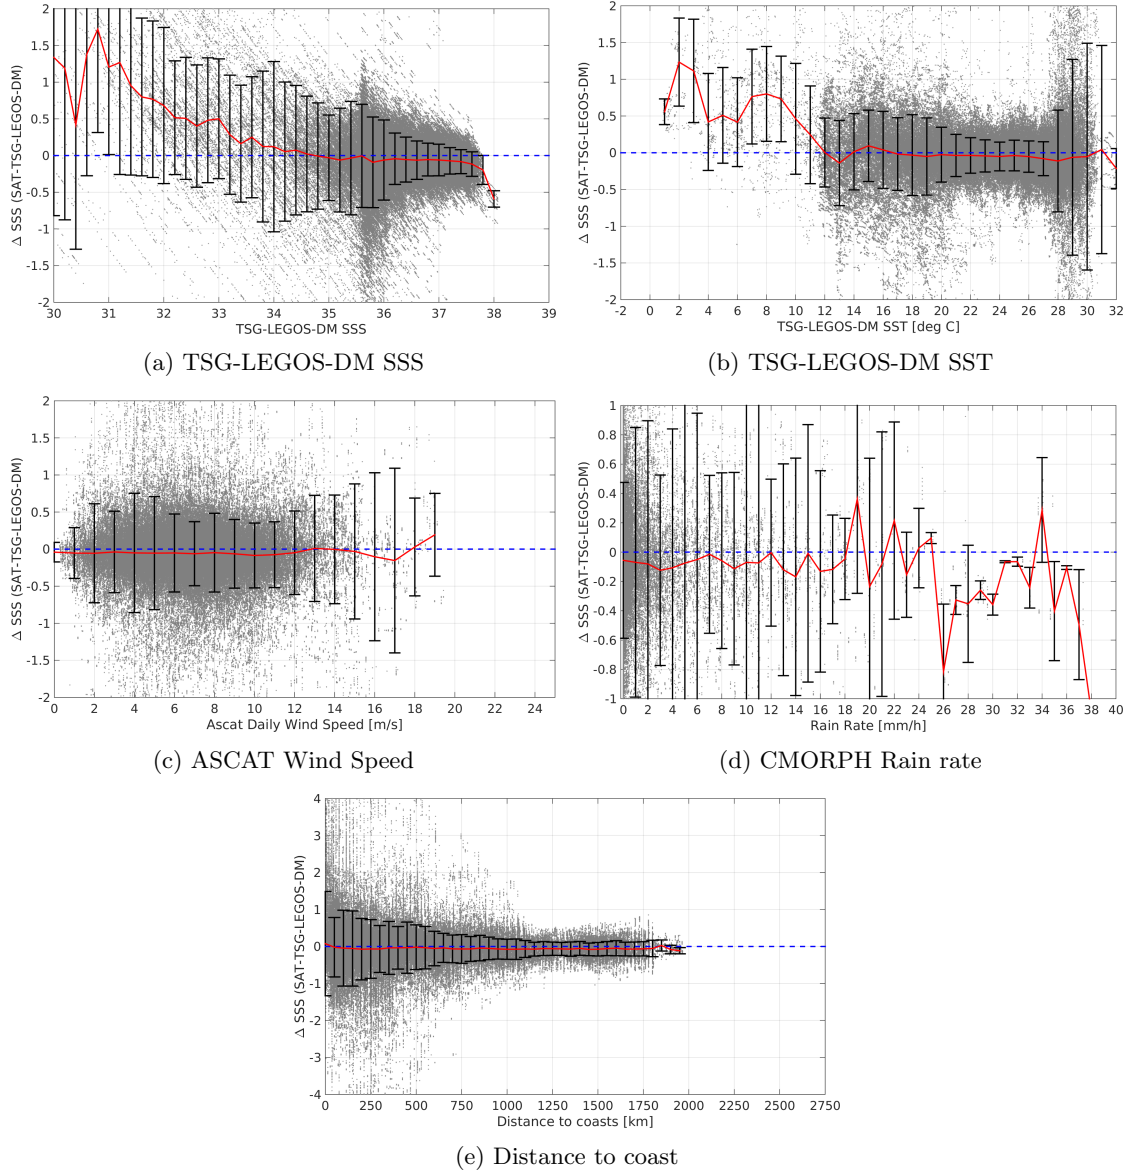 Δ SSS (SAT-TSG-LEGOS-DM)
2
1.5
1
0.5
0
-0.5
-1
-1.5
-2
30 31 32 33 34 35 36 37 38 39
TSG-LEGOS-DM SSS
(a) TSG-LEGOS-DM SSS
Δ SSS (SAT-TSG-LEGOS-DM)
2
1.5
1
0.5
0
-0.5
-1
-1.5
-2
-2 0 2 4 6 8 10 12 14 16 18 20 22 24 26 28 30 32
TSG-LEGOS-DM SST [deg C]
(b) TSG-LEGOS-DM SST
Δ SSS (SAT-TSG-LEGOS-DM)
2
1.5
1
0.5
0
-0.5
-1
-1.5
-2
0 2 4 6 8 10 12 14 16 18 20 22 24
Ascat Daily Wind Speed [m/s]
(c) ASCAT Wind Speed
Δ SSS (SAT-TSG-LEGOS-DM)
1
0.8
0.6
0.4
0.2
0
-0.2
-0.4
-0.6
-0.8
-1
0 2 4 6 8 10 12 14 16 18 20 22 24 26 28 30 32 34 36 38 40
Rain Rate [mm/h]
(d) CMORPH Rain rate
Δ SSS (SAT-TSG-LEGOS-DM)
4
3
2
1
0
-1
-2
-3
-4
0 250 500 750 1000 1250 1500 1750 2000 2250 2500 2750
Distance to coasts [km]
(e) Distance to coast